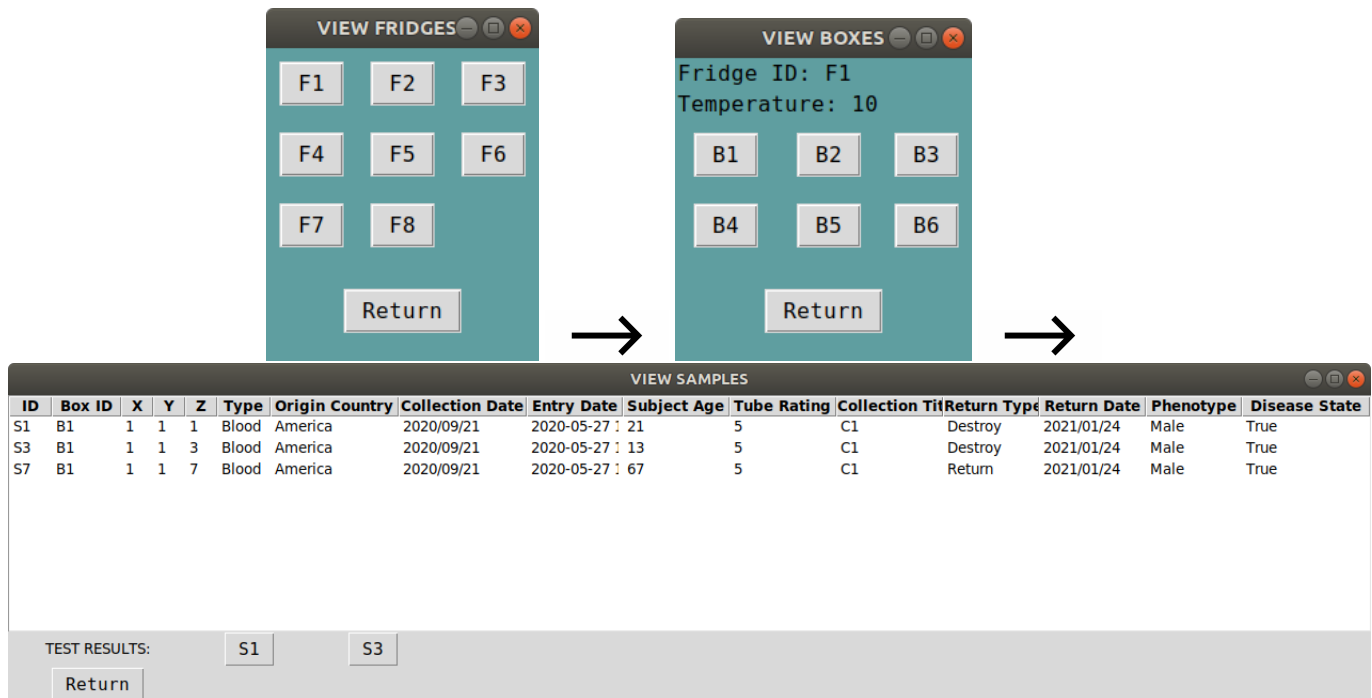 VIEW FRIDGES
F1 F2 F3
F4 F5 F6
F7 F8
Return
VIEW BOXES
Fridge ID: F1
Temperature: 10
B1 B2 B3
B4 B5 B6
Return
VIEW SAMPLES
ID Box ID X Y Z Type Origin Country Collection Date Entry Date Subject Age Tube Rating Collection Tit Return Type Return Date Phenotype Disease State
S1 B1 1 1 1 Blood America 2020/09/21 2020-05-27 1 21 5 C1 Destroy 2021/01/24 Male True
S3 B1 1 1 3 Blood America 2020/09/21 2020-05-27 1 13 5 C1 Destroy 2021/01/24 Male True
S7 B1 1 1 7 Blood America 2020/09/21 2020-05-27 1 67 5 C1 Return 2021/01/24 Male True
TEST RESULTS: S1 S3
Return